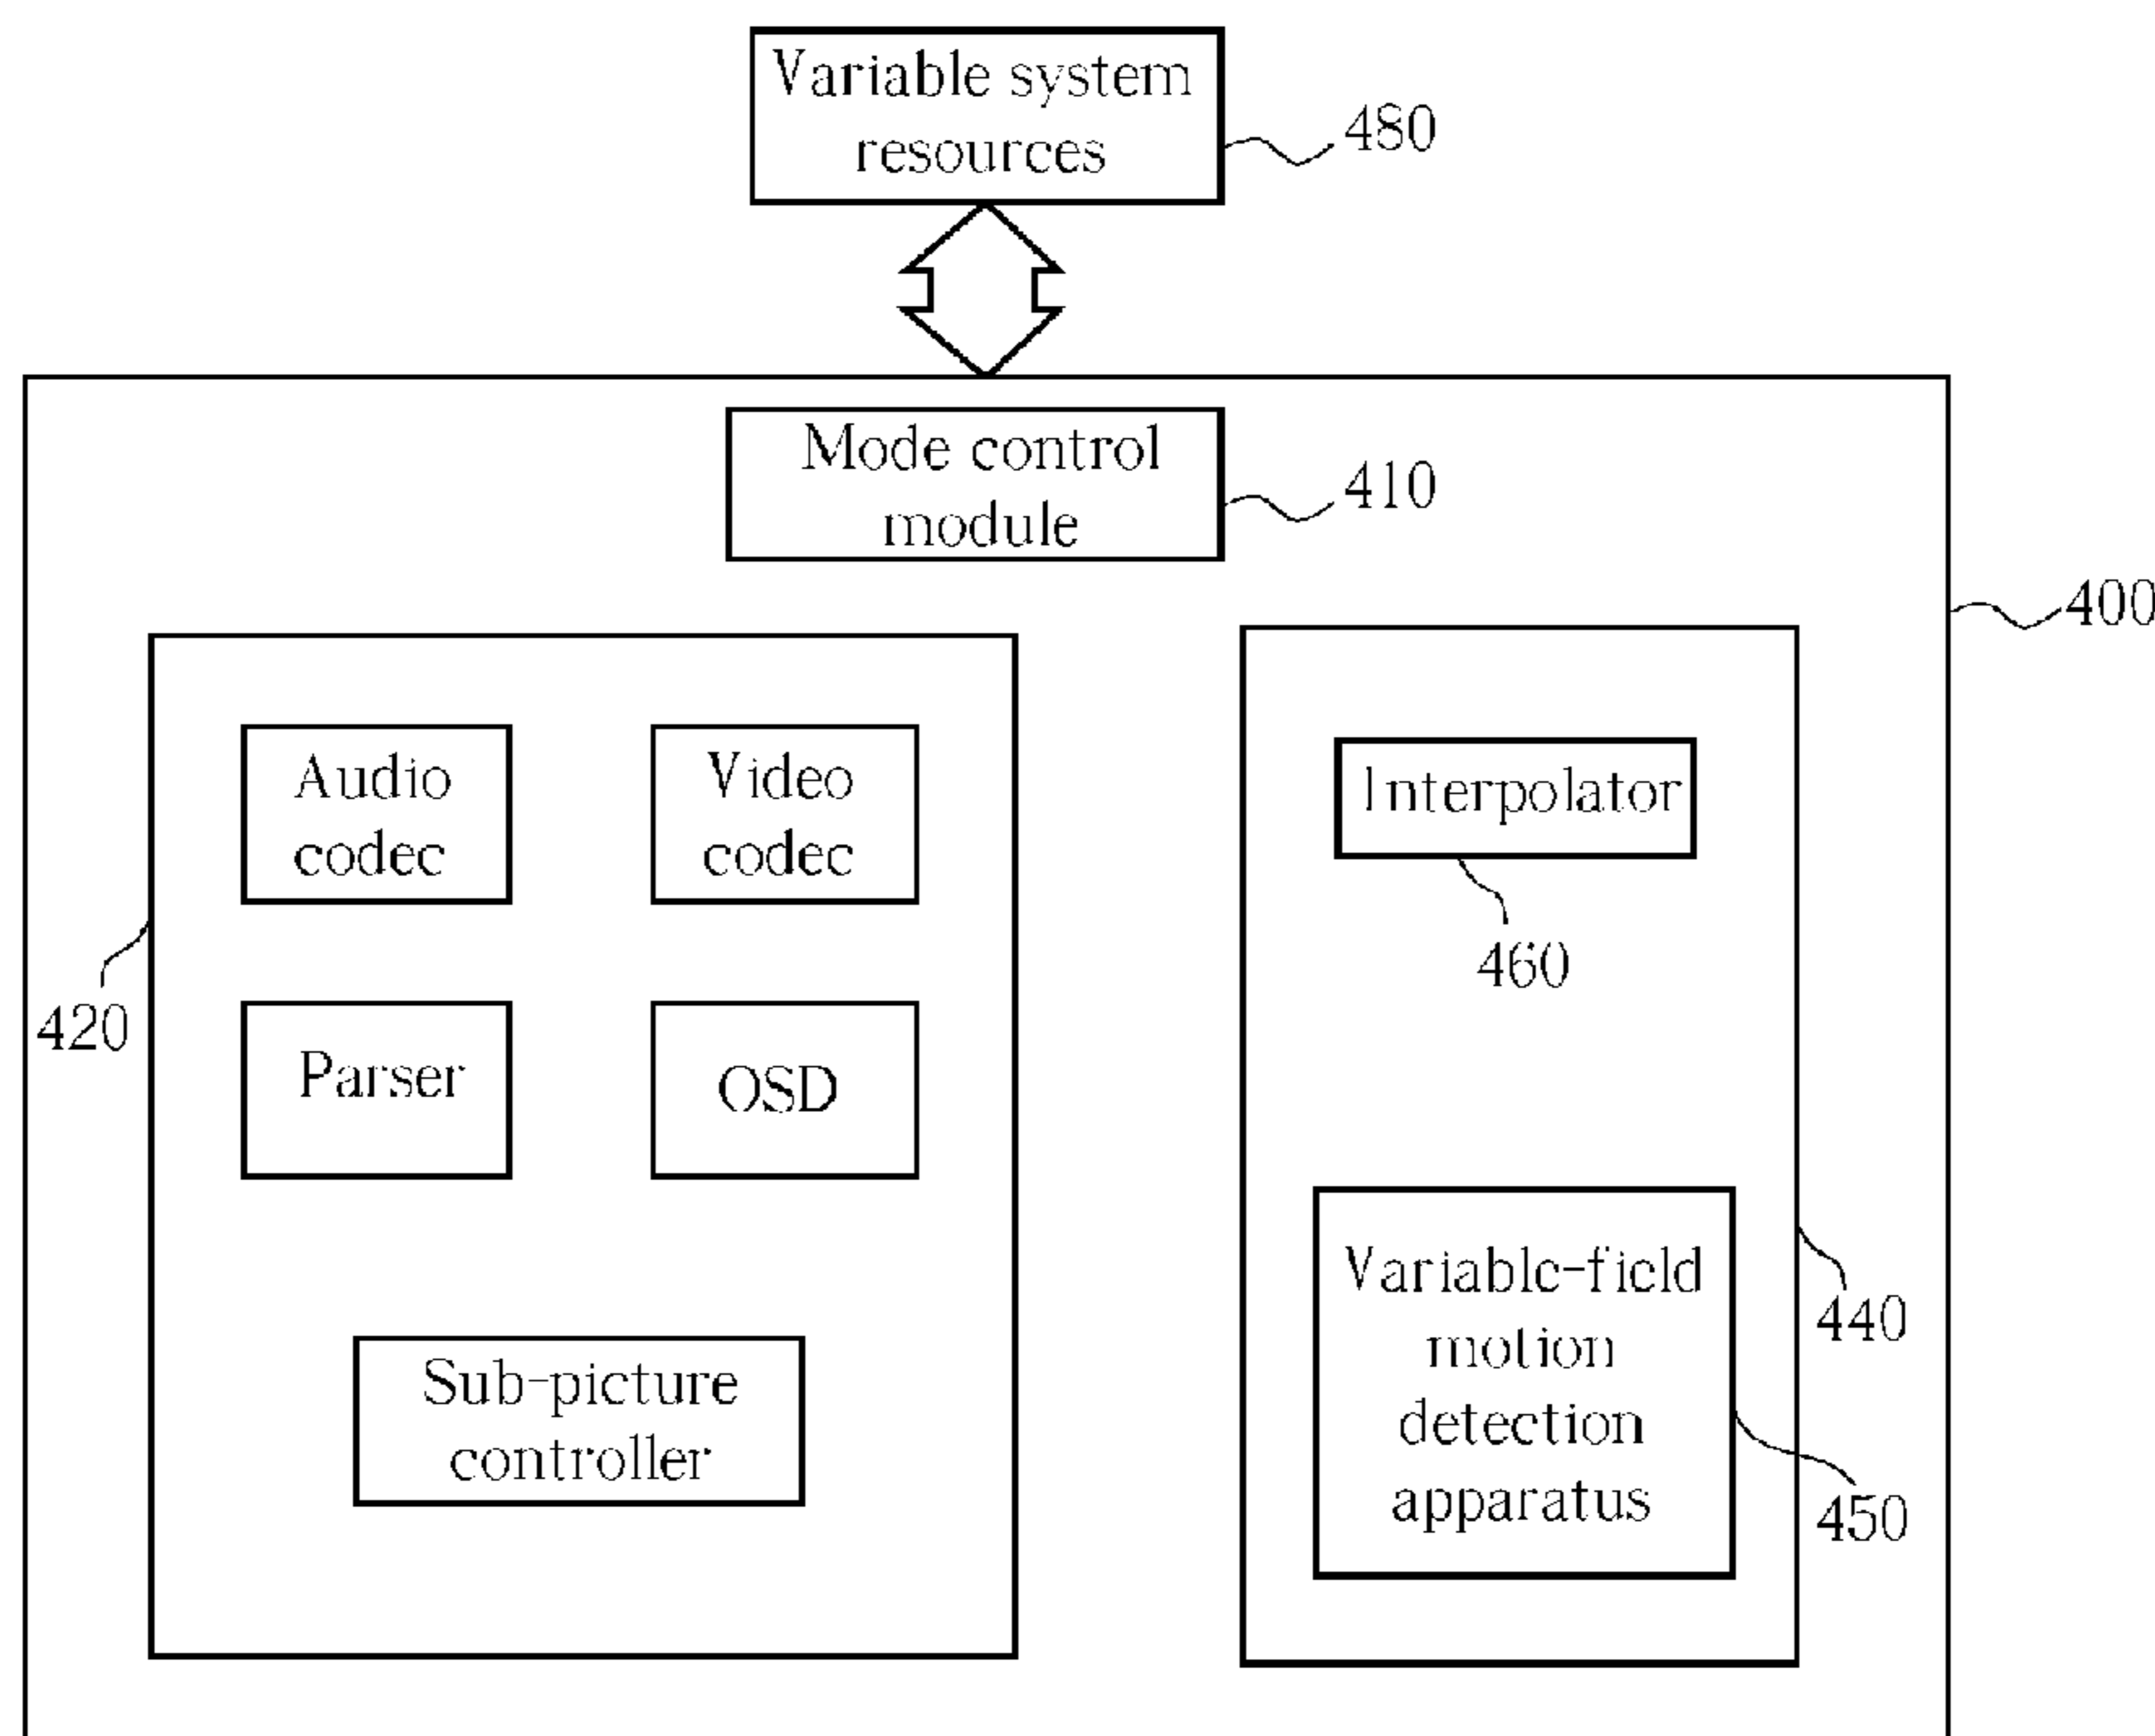 Variable system
resources
480
Mode control
module
410
400
Audio
codec
Video
codec
Interpolator
460
420
Parser
OSD
Variable-field
motion
detection
apparatus
440
450
Sub-picture
controller